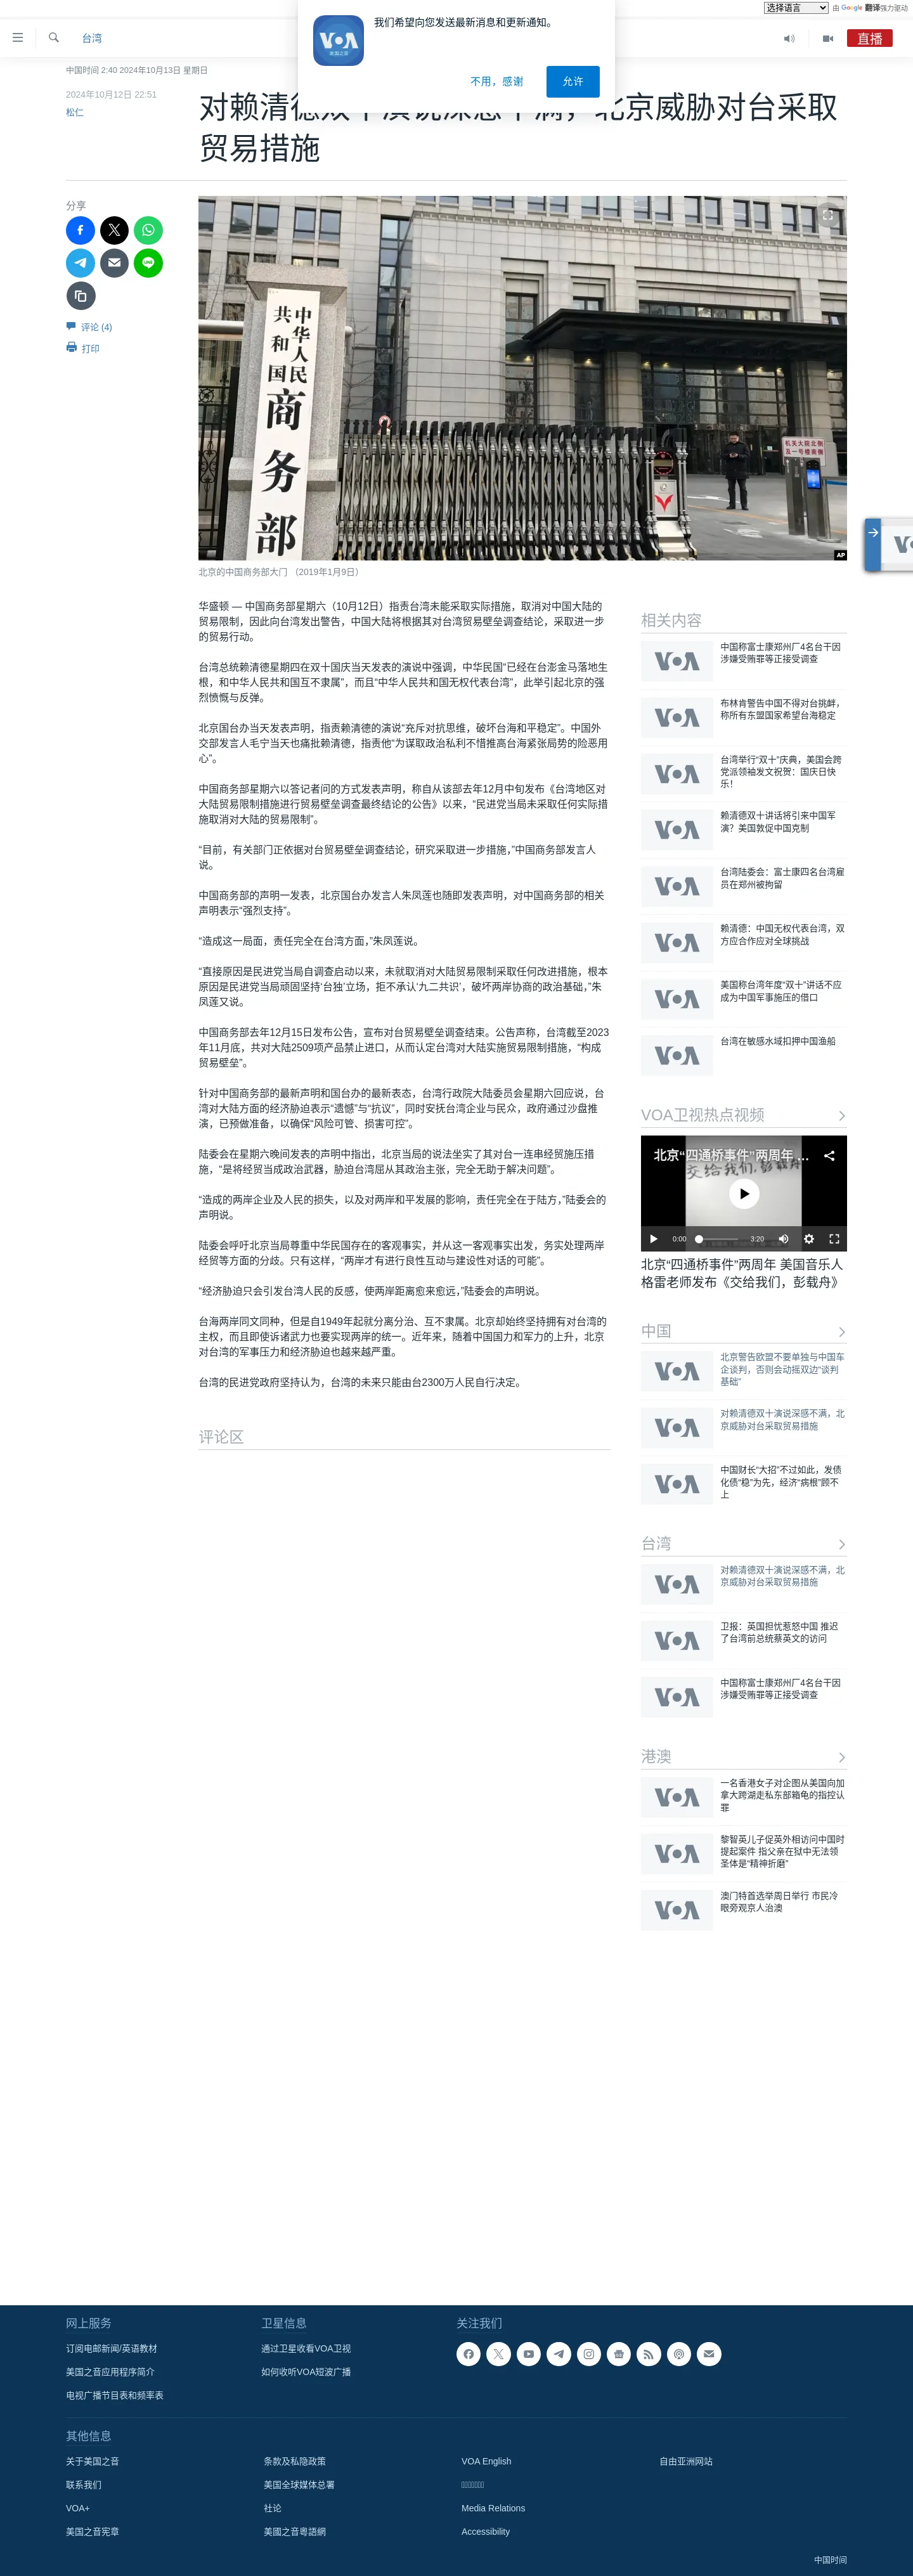 选择语言 由 Google 翻译强力驱动
台湾
直播
VOA
美国之音
我们希望向您发送最新消息和更新通知。
不用，感谢
允许
中国时间 2:40 2024年10月13日 星期日
2024年10月12日 22:51
松仁
北京威胁对台采取
贸易措施
分享
评论 (4)
打印
中华人民
共和国
商务部
机关大院北侧
互一号楼南侧
AP
北京的中国商务部大门 （2019年1月9日）
华盛顿 — 中国商务部星期六（10月12日）指责台湾未能采取实际措施，取消对中国大陆的
贸易限制，因此向台湾发出警告，中国大陆将根据其对台湾贸易壁垒调查结论，采取进一步
的贸易行动。
台湾总统赖清德星期四在双十国庆当天发表的演说中强调，中华民国“已经在台澎金马落地生
根，和中华人民共和国互不隶属”，而且“中华人民共和国无权代表台湾”，此举引起北京的强
烈愤慨与反弹。
北京国台办当天发表声明，指责赖清德的演说“充斥对抗思维，破坏台海和平稳定”。中国外
交部发言人毛宁当天也痛批赖清德，指责他“为谋取政治私利不惜推高台海紧张局势的险恶用
心”。
中国商务部星期六以答记者问的方式发表声明，称自从该部去年12月中旬发布《台湾地区对
大陆贸易限制措施进行贸易壁垒调查最终结论的公告》以来，“民进党当局未采取任何实际措
施取消对大陆的贸易限制”。
“目前，有关部门正依据对台贸易壁垒调查结论，研究采取进一步措施，”中国商务部发言人
说。
中国商务部的声明一发表，北京国台办发言人朱凤莲也随即发表声明，对中国商务部的相关
声明表示“强烈支持”。
“造成这一局面，责任完全在台湾方面，”朱凤莲说。
“直接原因是民进党当局自调查启动以来，未就取消对大陆贸易限制采取任何改进措施，根本
原因是民进党当局顽固坚持‘台独’立场，拒不承认‘九二共识’，破坏两岸协商的政治基础，”朱
凤莲又说。
中国商务部去年12月15日发布公告，宣布对台贸易壁垒调查结束。公告声称，台湾截至2023
年11月底，共对大陆2509项产品禁止进口，从而认定台湾对大陆实施贸易限制措施，“构成
贸易壁垒”。
针对中国商务部的最新声明和国台办的最新表态，台湾行政院大陆委员会星期六回应说，台
湾对大陆方面的经济胁迫表示“遗憾”与“抗议”，同时安抚台湾企业与民众，政府通过沙盘推
演，已预做准备，以确保“风险可管、损害可控”。
陆委会在星期六晚间发表的声明中指出，北京当局的说法坐实了其对台一连串经贸施压措
施，“是将经贸当成政治武器，胁迫台湾屈从其政治主张，完全无助于解决问题”。
“造成的两岸企业及人民的损失，以及对两岸和平发展的影响，责任完全在于陆方，”陆委会的
声明说。
陆委会呼吁北京当局尊重中华民国存在的客观事实，并从这一客观事实出发，务实处理两岸
经贸等方面的分歧。只有这样，“两岸才有进行良性互动与建设性对话的可能”。
“经济胁迫只会引发台湾人民的反感，使两岸距离愈来愈远，”陆委会的声明说。
台海两岸同文同种，但是自1949年起就分离分治、互不隶属。北京却始终坚持拥有对台湾的
主权，而且即使诉诸武力也要实现两岸的统一。近年来，随着中国国力和军力的上升，北京
对台湾的军事压力和经济胁迫也越来越严重。
台湾的民进党政府坚持认为，台湾的未来只能由台2300万人民自行决定。
评论区
相关内容
中国称富士康郑州厂4名台干因
涉嫌受贿罪等正接受调查
布林肯警告中国不得对台挑衅，
称所有东盟国家希望台海稳定
台湾举行“双十”庆典，美国会跨
党派领袖发文祝贺：国庆日快
乐！
赖清德双十讲话将引来中国军
演？美国敦促中国克制
台湾陆委会：富士康四名台湾雇
员在郑州被拘留
赖清德：中国无权代表台湾，双
方应合作应对全球挑战
美国称台湾年度“双十”讲话不应
成为中国军事施压的借口
台湾在敏感水域扣押中国渔船
VOA卫视热点视频
北京“四通桥事件”两周年 ...
0:00
3:20
北京“四通桥事件”两周年 美国音乐人
格雷老师发布《交给我们，彭载舟》
中国
北京警告欧盟不要单独与中国车
企谈判，否则会动摇双边“谈判
基础”
对赖清德双十演说深感不满，北
京威胁对台采取贸易措施
中国财长“大招”不过如此，发债
化债“稳”为先，经济“病根”顾不
上
台湾
对赖清德双十演说深感不满，北
京威胁对台采取贸易措施
卫报：英国担忧惹怒中国 推迟
了台湾前总统蔡英文的访问
中国称富士康郑州厂4名台干因
涉嫌受贿罪等正接受调查
港澳
一名香港女子对企图从美国向加
拿大跨湖走私东部箱龟的指控认
罪
黎智英儿子促英外相访问中国时
提起案件 指父亲在狱中无法领
圣体是“精神折磨”
澳门特首选举周日举行 市民冷
眼旁观京人治澳
网上服务
订阅电邮新闻/英语教材
美国之音应用程序简介
电视广播节目表和频率表
卫星信息
通过卫星收看VOA卫视
如何收听VOA短波广播
关注我们
其他信息
关于美国之音
联系我们
VOA+
美国之音宪章
条款及私隐政策
美国全球媒体总署
社论
美國之音粵語網
VOA English
Media Relations
Accessibility
自由亚洲网站
中国时间